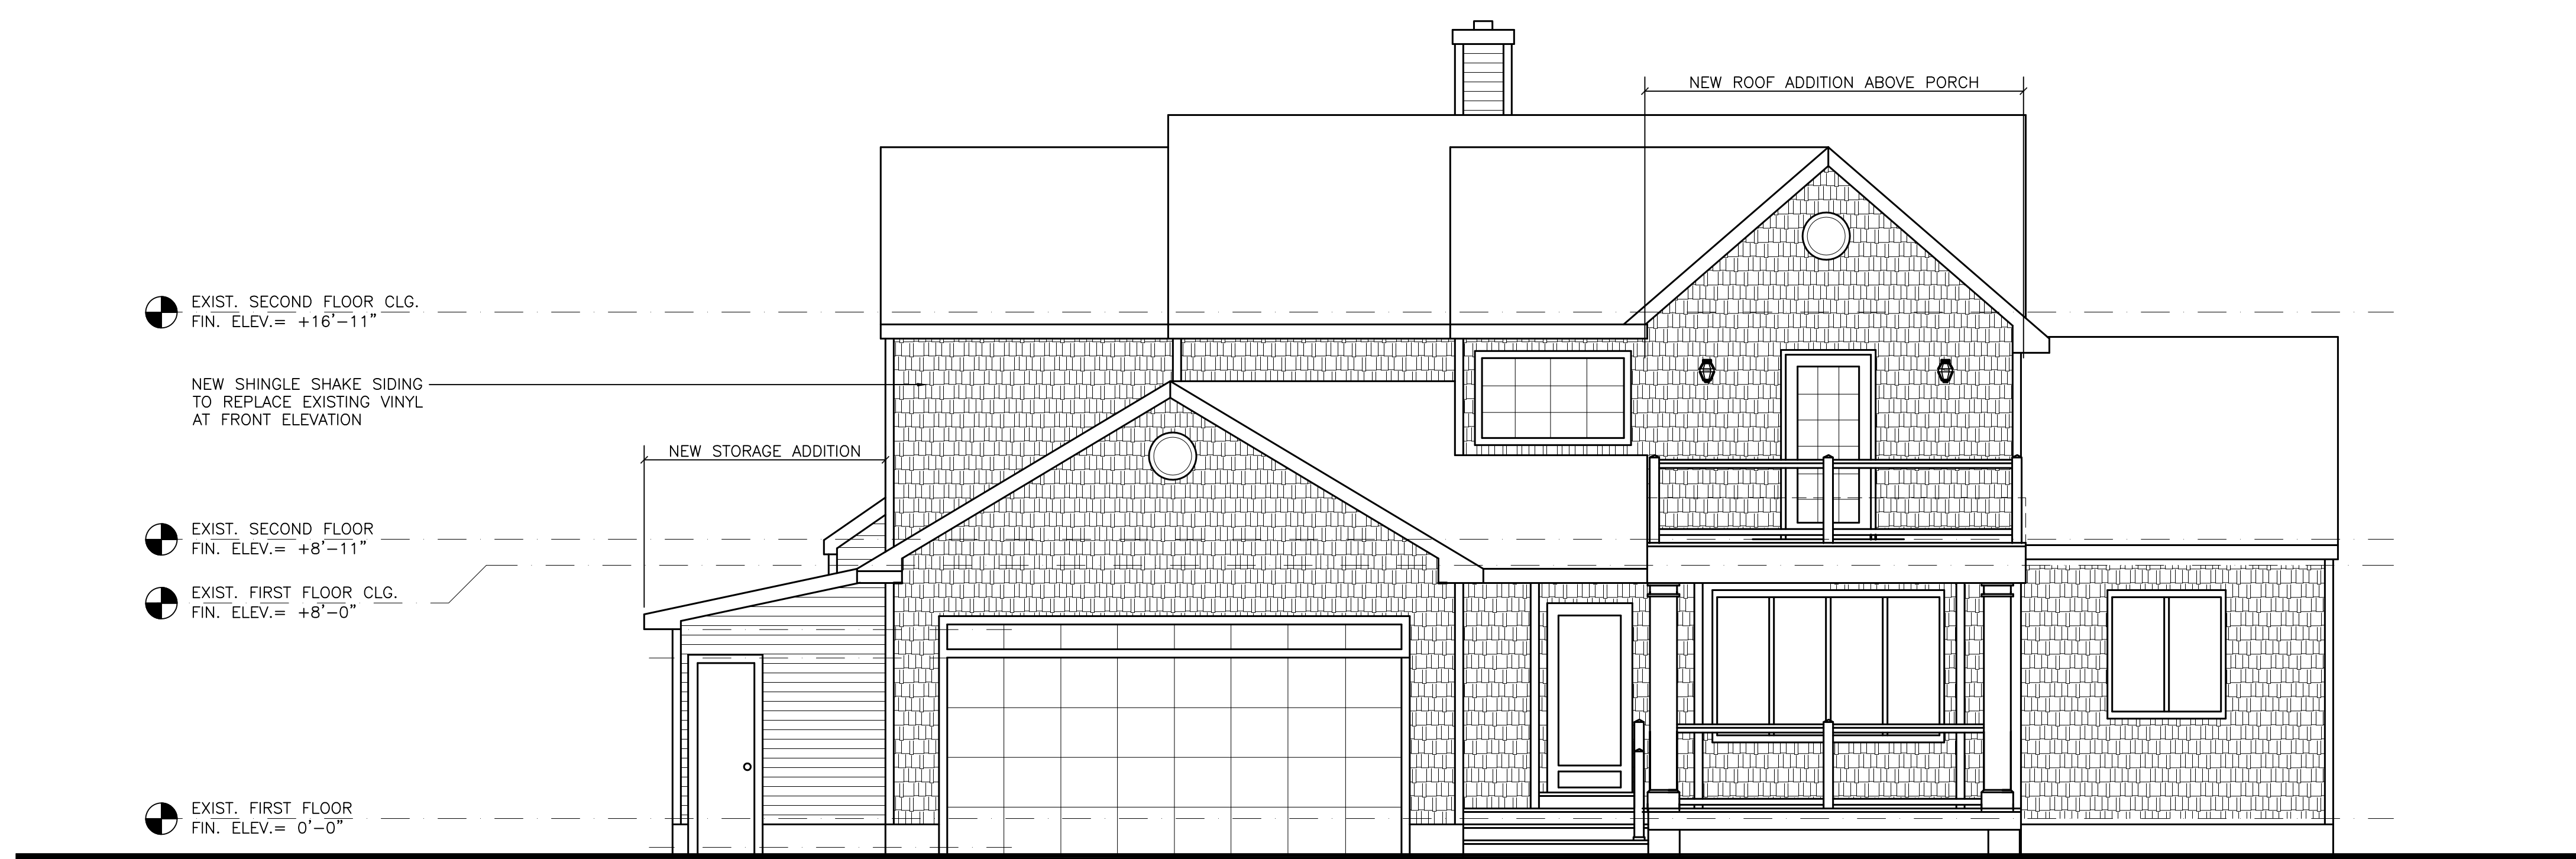 NEW ROOF ADDITION ABOVE PORCH
EXIST. SECOND FLOOR CLG.
FIN. ELEV.= +16'-11"
NEW SHINGLE SHAKE SIDING
TO REPLACE EXISTING VINYL
AT FRONT ELEVATION
NEW STORAGE ADDITION
EXIST. SECOND FLOOR
FIN. ELEV.= +8'-11"
EXIST. FIRST FLOOR CLG.
FIN. ELEV.= +8'-0"
EXIST. FIRST FLOOR
FIN. ELEV.= 0'-0"